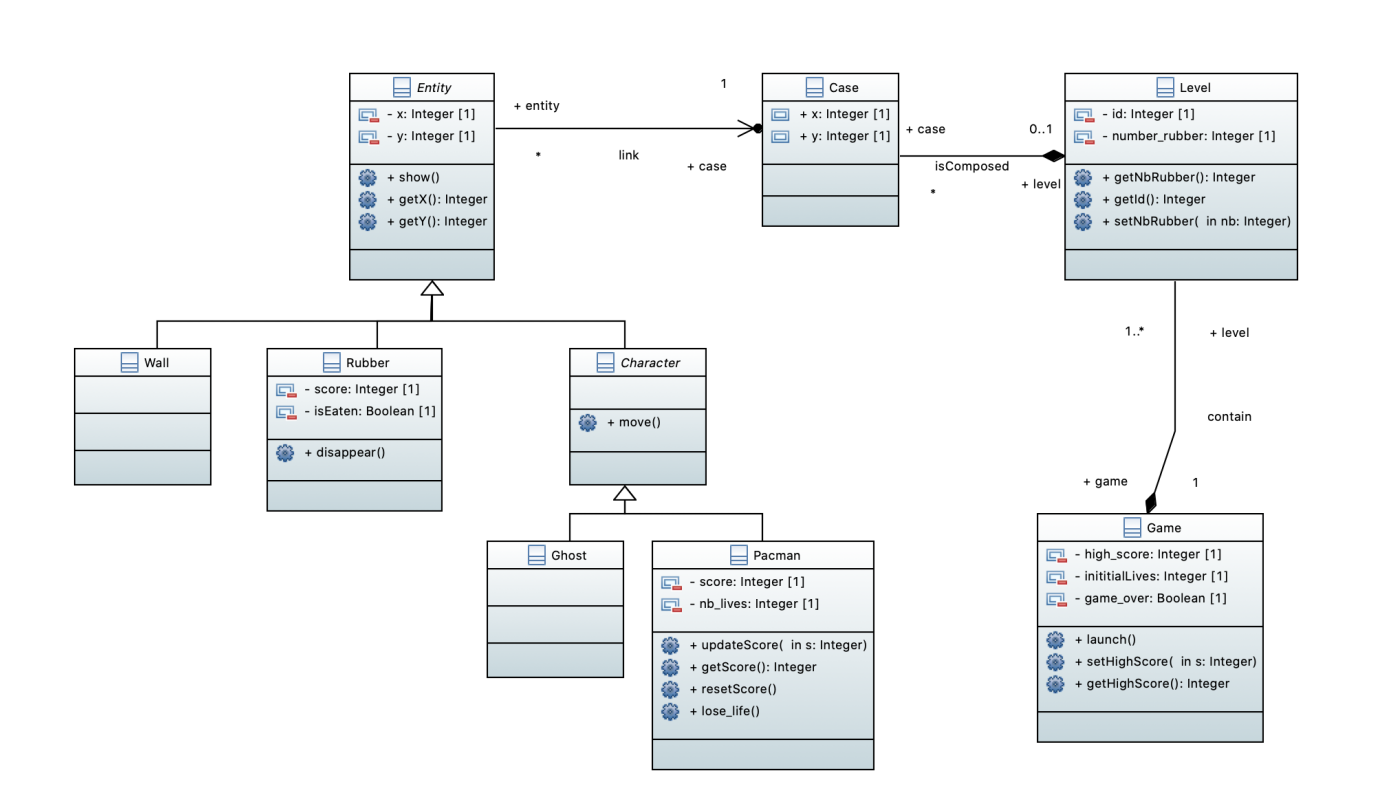 Entity
- x: Integer [1]
- y: Integer [1]
+ show()
+ getX(): Integer
+ getY(): Integer
+ entity
1
*
link
+ case
Case
+ x: Integer [1]
+ y: Integer [1]
+ case
0..1
isComposed
*
+ level
Level
- id: Integer [1]
- number_rubber: Integer [1]
+ getNbRubber(): Integer
+ getId(): Integer
+ setNbRubber( in nb: Integer)
1..*
+ level
contain
+ game
1
Wall
Rubber
- score: Integer [1]
- isEaten: Boolean [1]
+ disappear()
Character
+ move()
Ghost
Pacman
- score: Integer [1]
- nb_lives: Integer [1]
+ updateScore( in s: Integer)
+ getScore(): Integer
+ resetScore()
+ lose_life()
Game
- high_score: Integer [1]
- inititialLives: Integer [1]
- game_over: Boolean [1]
+ launch()
+ setHighScore( in s: Integer)
+ getHighScore(): Integer